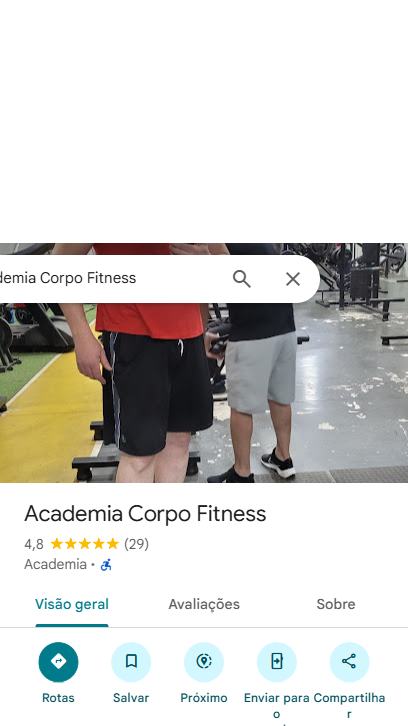 demia Corpo Fitness
Academia Corpo Fitness
4,8 ★★★★★ (29)
Academia ·
Visão geral Avaliações Sobre
Rotas Salvar Próximo Enviar para Compartilha
o r